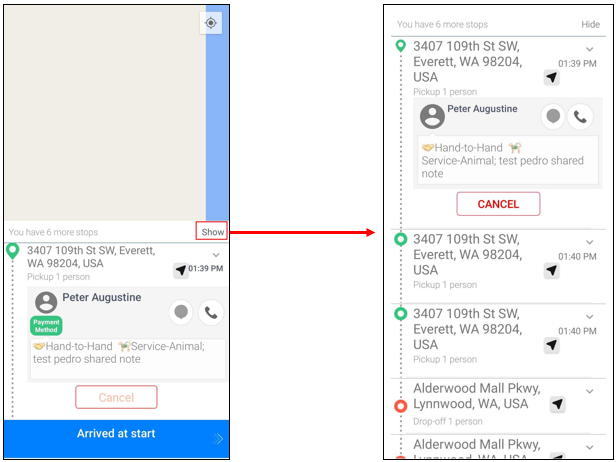 You have 6 more stops
Show
3407 109th St SW, Everett,
WA 98204, USA
Pickup 1 person
01:39 PM
Peter Augustine
Payment
Method
🤝Hand-to-Hand 🦮Service-Animal;
test pedro shared note
Cancel
Arrived at start
You have 6 more stops
Hide
3407 109th St SW,
Everett, WA 98204,
USA
01:39 PM
Pickup 1 person
Peter Augustine
🤝Hand-to-Hand 🦮
Service-Animal; test pedro shared
note
CANCEL
3407 109th St SW,
Everett, WA 98204,
USA
01:40 PM
Pickup 1 person
3407 109th St SW,
Everett, WA 98204,
USA
01:40 PM
Pickup 1 person
Alderwood Mall Pkwy,
Lynnwood, WA, USA
Drop-off 1 person
Alderwood Mall Pkwy,
Lynnwood, WA, USA